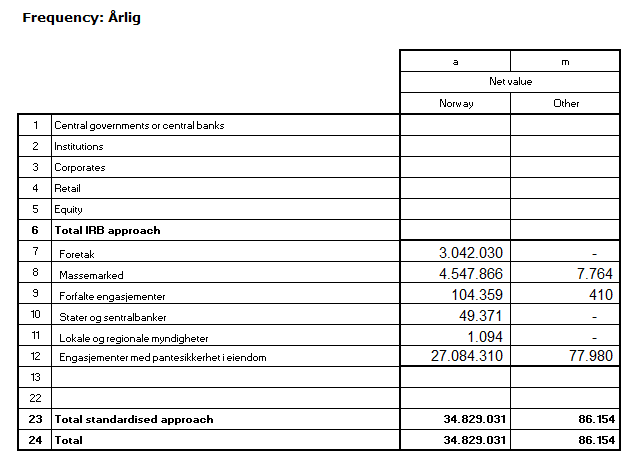 Frequency: Årlig
a m
Net value
Norway Other
1 Central governments or central banks
2 Institutions
3 Corporates
4 Retail
5 Equity
6 Total IRB approach
7 Foretak 3.042.030 -
8 Massemarked 4.547.866 7.764
9 Forfalte engasjementer 104.359 410
10 Stater og sentralbanker 49.371 -
11 Lokale og regionale myndigheter 1.094 -
12 Engasjementer med pantesikkerhet i eiendom 27.084.310 77.980
13
22
23 Total standardised approach 34.829.031 86.154
24 Total 34.829.031 86.154